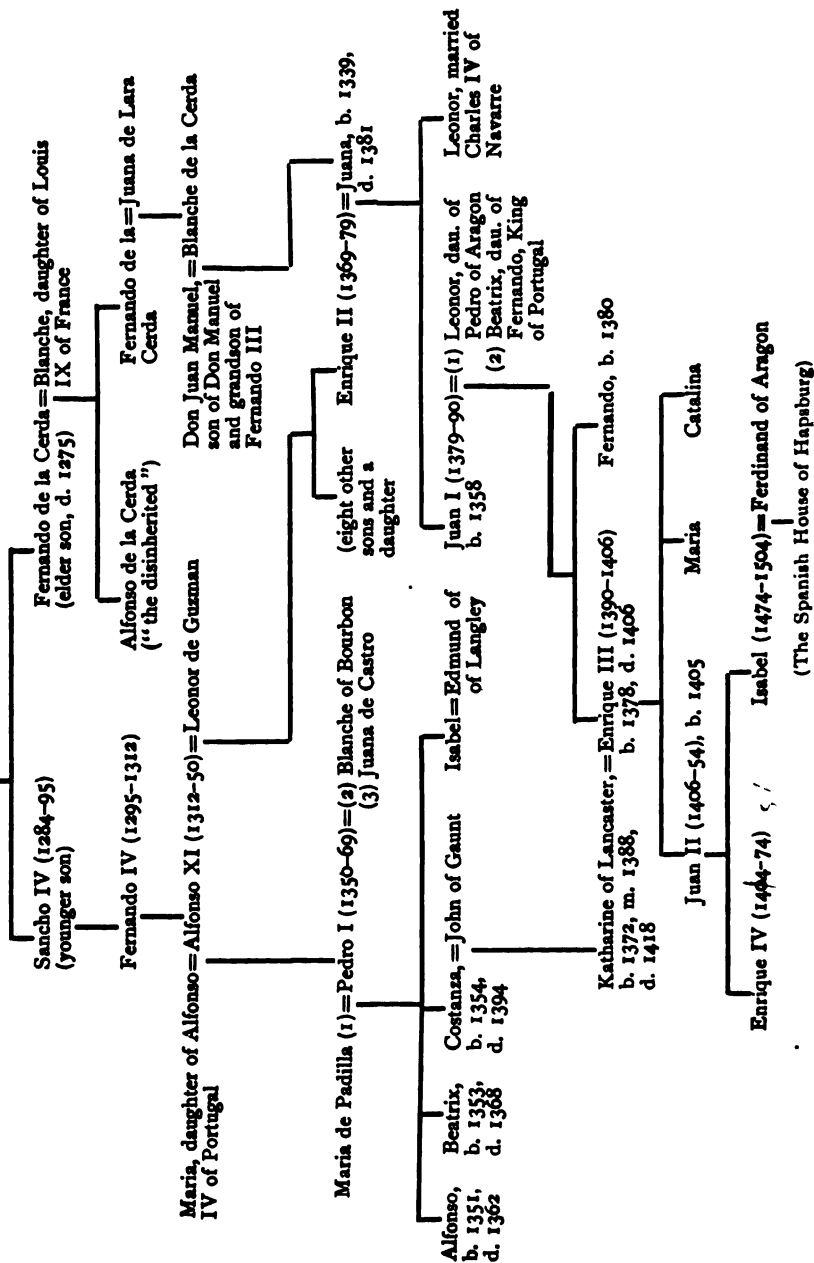 Sancho IV (1284–95)
(younger son)
Fernando de la Cerda=Blanche, daughter of Louis
(elder son, d. 1275) IX of France
Fernando IV (1295–1312)
Alfonso de la Cerda
(“the disinherited”)
Fernando de la=Juana de Lara
Cerda
Maria, daughter of Alfonso=Alfonso XI (1312–50)=Leonor de Guzman
IV of Portugal
Don Juan Manuel,=Blanche de la Cerda
son of Don Manuel
and grandson of
Fernando III
Maria de Padilla (1)=Pedro I (1350–69)=(2) Blanche of Bourbon
(3) Juana de Castro
(eight other
sons and a
daughter
Enrique II (1369–79)=Juana, b. 1339,
d. 1381
Alfonso,
b. 1351,
d. 1362
Beatrix,
b. 1353,
d. 1368
Costanza,=John of Gaunt
b. 1354,
d. 1394
Isabel=Edmund of
of Langley
Juan I (1379–90)=(1) Leonor, dau. of
b. 1358 Pedro of Aragon
(2) Beatrix, dau. of
Fernando, King
of Portugal
Leonor, married
Charles IV of
Navarre
Katharine of Lancaster,=Enrique III (1390–1406)
b. 1372, m. 1388, b. 1378, d. 1406
d. 1418
Fernando, b. 1380
Juan II (1406–54), b. 1405
Maria
Catalina
Enrique IV (1454–74)
Isabel (1474–1504)=Ferdinand of Aragon
(The Spanish House of Hapsburg)